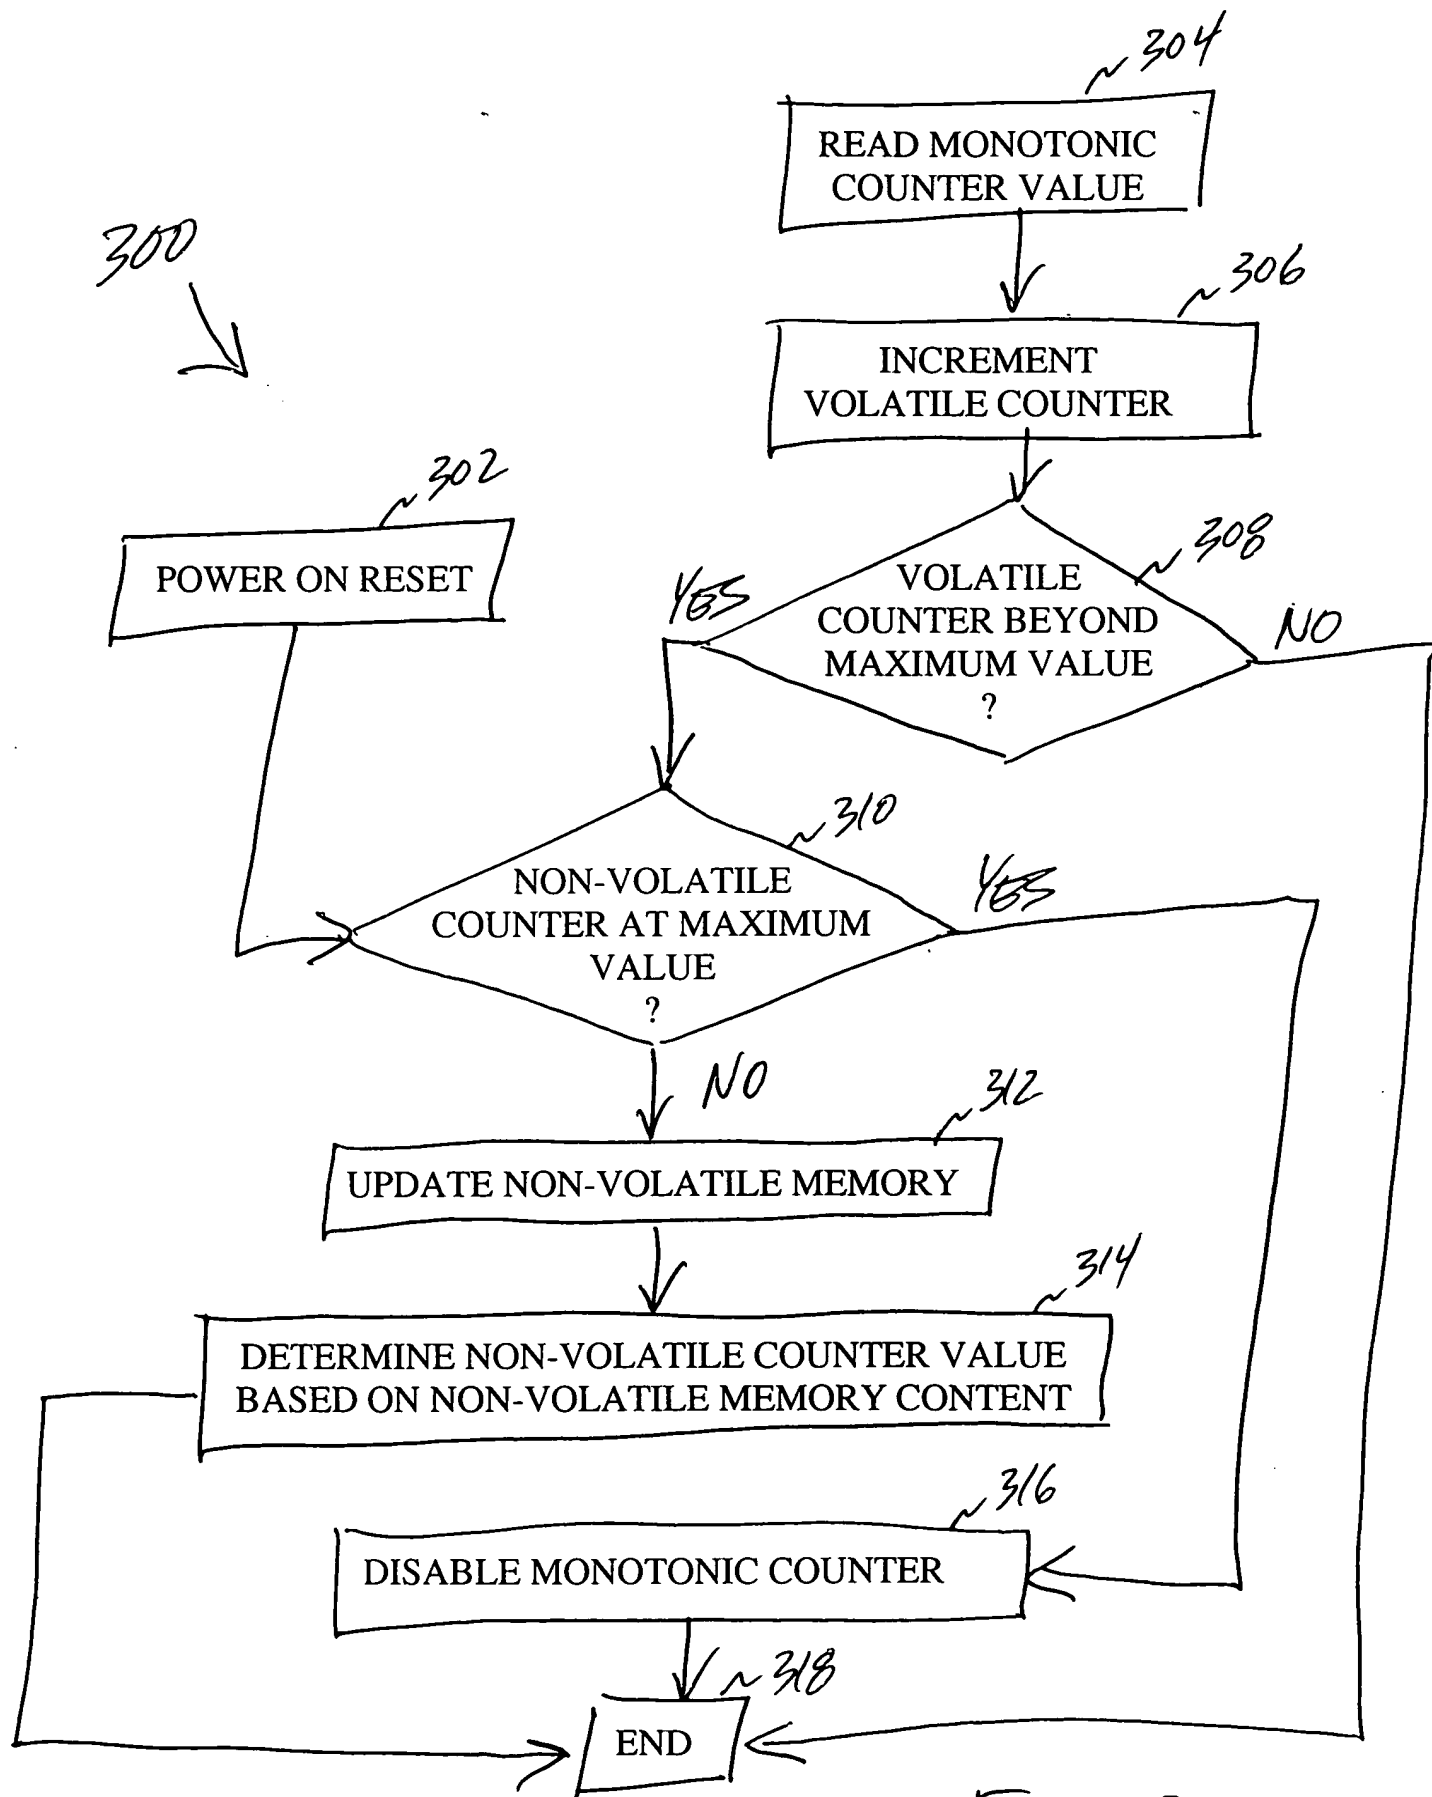 304
READ MONOTONIC
COUNTER VALUE
300
306
INCREMENT
VOLATILE COUNTER
302
POWER ON RESET
308
YES
VOLATILE
COUNTER BEYOND
MAXIMUM VALUE
?
NO
310
NON-VOLATILE
COUNTER AT MAXIMUM
VALUE
?
YES
NO
312
UPDATE NON-VOLATILE MEMORY
314
DETERMINE NON-VOLATILE COUNTER VALUE
BASED ON NON-VOLATILE MEMORY CONTENT
316
DISABLE MONOTONIC COUNTER
318
END